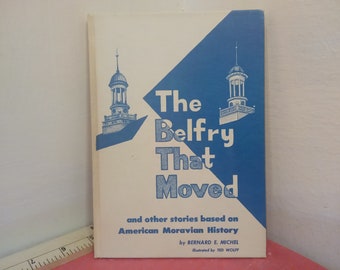 The
Belfry
That
Moved
and other stories based on
American Moravian History
by BERNARD E. MICHEL
illustrated by TED WOLFF